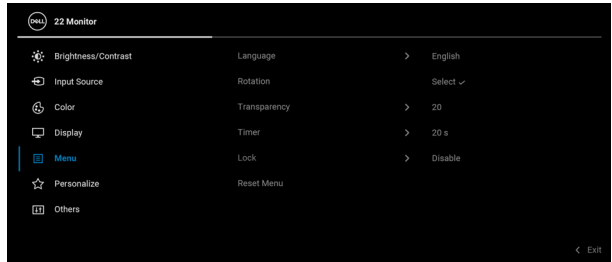 DELL 22 Monitor
Brightness/Contrast Language > English
Input Source Rotation Select ✓
Color Transparency > 20
Display Timer > 20 s
Menu Lock > Disable
Personalize Reset Menu
Others
< Exit